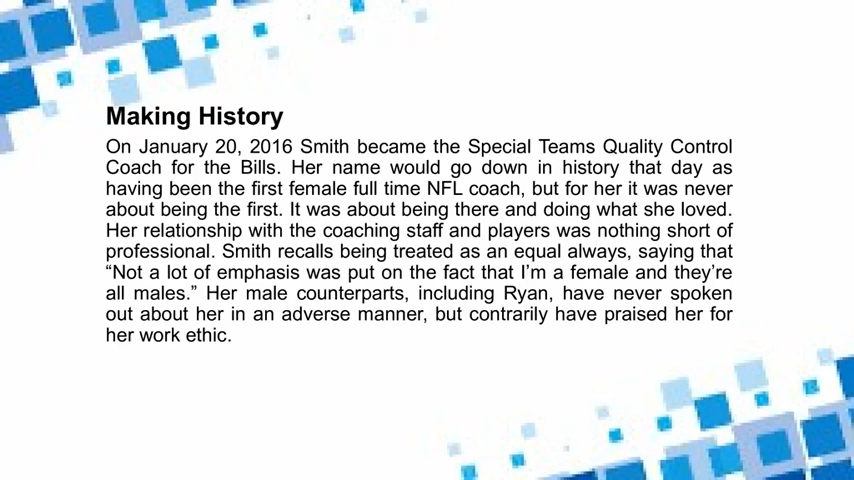 Making History
On January 20, 2016 Smith became the Special Teams Quality Control
Coach for the Bills. Her name would go down in history that day as
having been the first female full time NFL coach, but for her it was never
about being the first. It was about being there and doing what she loved.
Her relationship with the coaching staff and players was nothing short of
professional. Smith recalls being treated as an equal always, saying that
“Not a lot of emphasis was put on the fact that I’m a female and they’re
all males.” Her male counterparts, including Ryan, have never spoken
out about her in an adverse manner, but contrarily have praised her for
her work ethic.